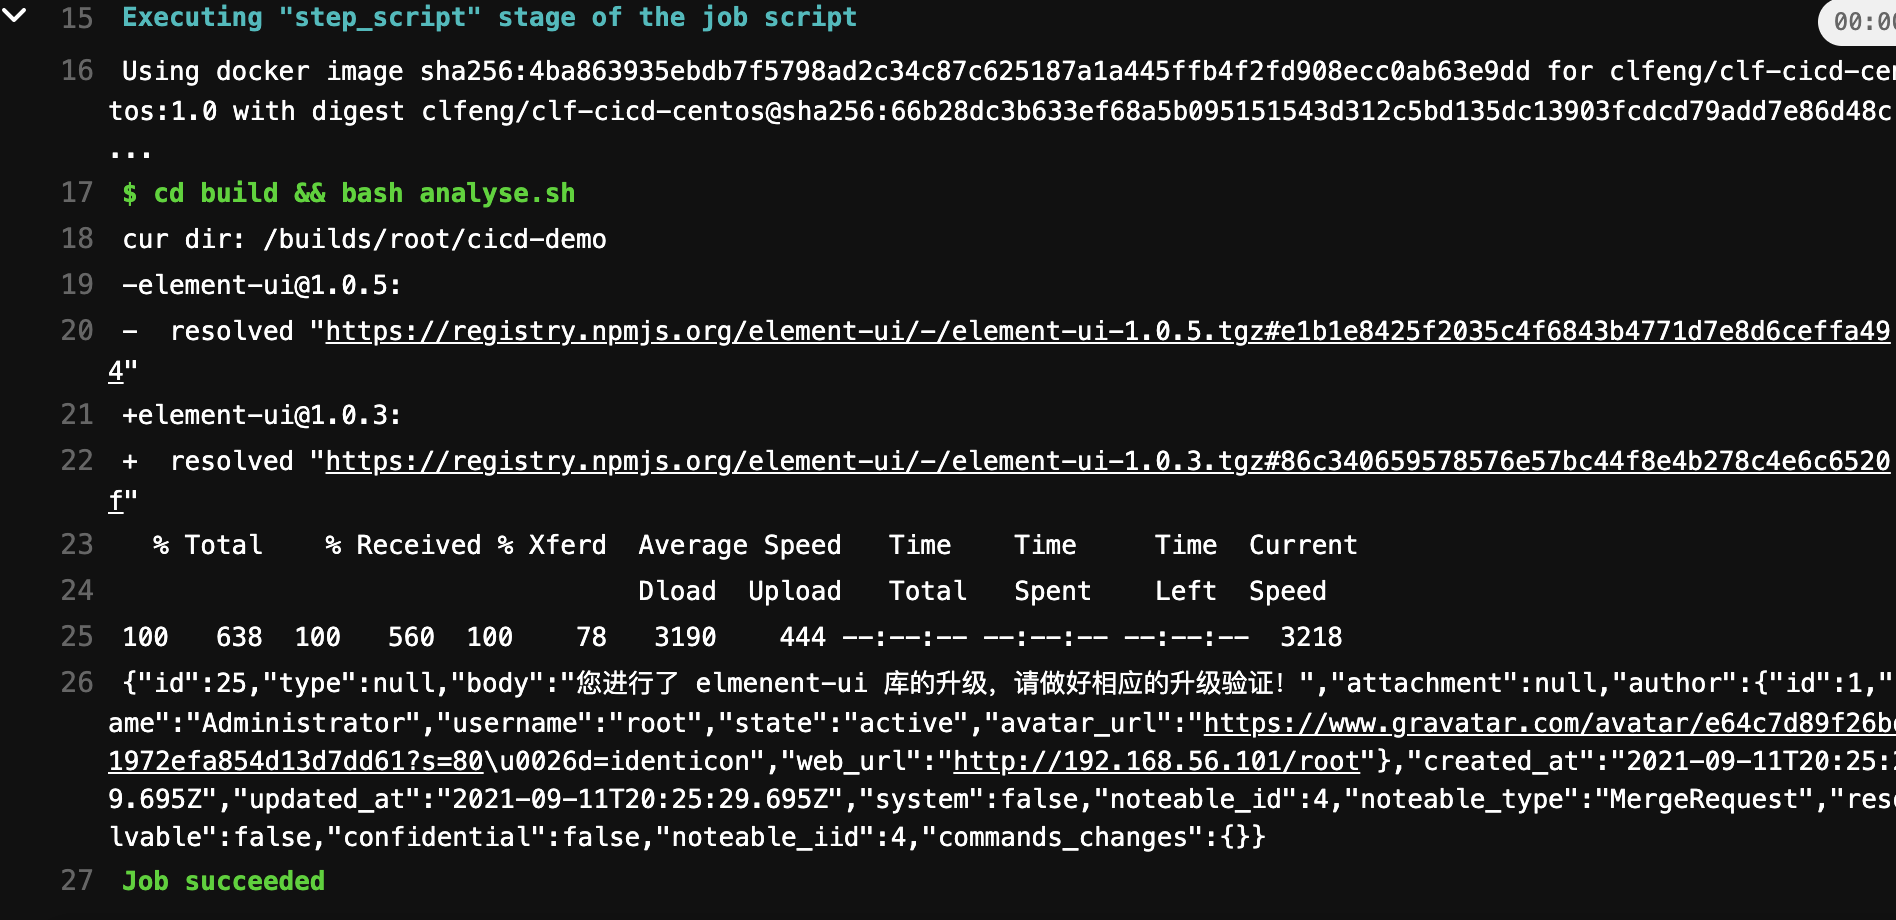 15 Executing "step_script" stage of the job script
00:00
16 Using docker image sha256:4ba863935ebdb7f5798ad2c34c87c625187a1a445ffb4f2fd908ecc0ab63e9dd for clfeng/clf-cicd-cen
tos:1.0 with digest clfeng/clf-cicd-centos@sha256:66b28dc3b633ef68a5b095151543d312c5bd135dc13903fcdcd79add7e86d48c
...
17 $ cd build && bash analyse.sh
18 cur dir: /builds/root/cicd-demo
19 -element-ui@1.0.5:
20 -  resolved "https://registry.npmjs.org/element-ui/-/element-ui-1.0.5.tgz#e1b1e8425f2035c4f6843b4771d7e8d6ceffa49
4"
21 +element-ui@1.0.3:
22 +  resolved "https://registry.npmjs.org/element-ui/-/element-ui-1.0.3.tgz#86c340659578576e57bc44f8e4b278c4e6c6520
f"
23   % Total    % Received % Xferd  Average Speed   Time    Time     Time  Current
24                                  Dload  Upload   Total   Spent    Left  Speed
25 100   638  100   560  100    78   3190    444 --:--:-- --:--:-- --:--:--  3218
26 {"id":25,"type":null,"body":"您进行了 elmenent-ui 库的升级，请做好相应的升级验证！","attachment":null,"author":{"id":1,"
ame":"Administrator","username":"root","state":"active","avatar_url":"https://www.gravatar.com/avatar/e64c7d89f26b
1972efa854d13d7dd61?s=80\u0026d=identicon","web_url":"http://192.168.56.101/root"},"created_at":"2021-09-11T20:25:2
9.695Z","updated_at":"2021-09-11T20:25:29.695Z","system":false,"noteable_id":4,"noteable_type":"MergeRequest","reso
lvable":false,"confidential":false,"noteable_iid":4,"commands_changes":{}}
27 Job succeeded